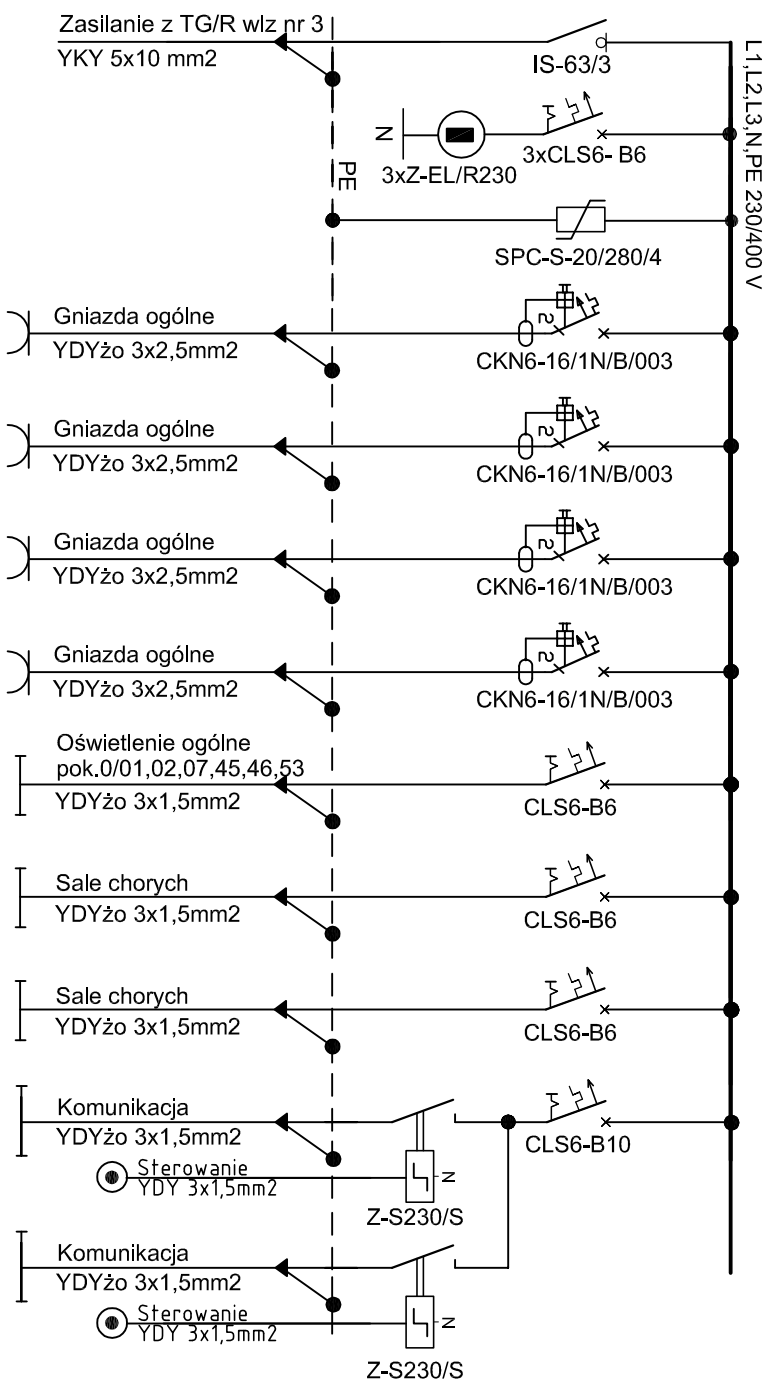 Zasilanie z TG/R wlz nr 3
YKY 5x10 mm2
IS-63/3
L1,L2,L3,N,PE 230/400 V
N
3xZ-EL/R230
3xCLS6- B6
PE
SPC-S-20/280/4
Gniazda ogólne
YDYżo 3x2,5mm2
2
CKN6-16/1N/B/003
Gniazda ogólne
YDYżo 3x2,5mm2
2
CKN6-16/1N/B/003
Gniazda ogólne
YDYżo 3x2,5mm2
2
CKN6-16/1N/B/003
Gniazda ogólne
YDYżo 3x2,5mm2
2
CKN6-16/1N/B/003
Oświetlenie ogólne
pok.0/01,02,07,45,46,53
YDYżo 3x1,5mm2
CLS6-B6
Sale chorych
YDYżo 3x1,5mm2
CLS6-B6
Sale chorych
YDYżo 3x1,5mm2
CLS6-B6
Komunikacja
YDYżo 3x1,5mm2
CLS6-B10
Sterowanie
YDY 3x1,5mm2
N
Z-S230/S
Komunikacja
YDYżo 3x1,5mm2
Sterowanie
YDY 3x1,5mm2
N
Z-S230/S